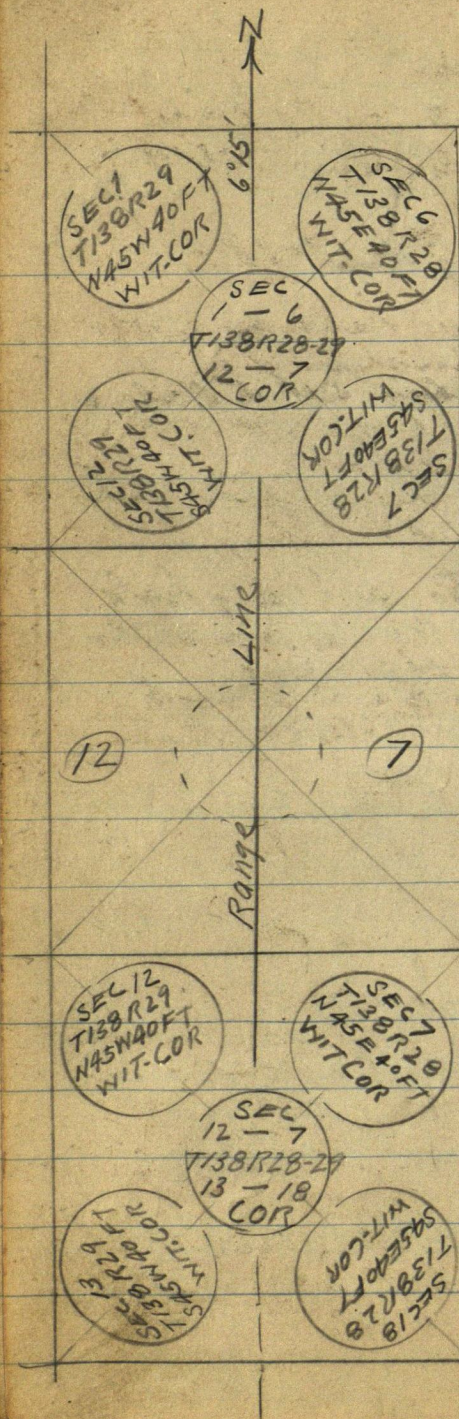 N
6°15'
SEC 1
T138R29
N45W40FT
WIT-COR
SEC 6
T138R28
N45E40FT
WIT-COR
SEC
1 — 6
T138R28-29
12 — 7
COR
SEC 12
T138R29
S45W40FT
WIT.COR
SEC 7
T138R28
S45E40FT
WIT.COR
Range Line
12
7
SEC 12
T138R29
N45W40FT
WIT-COR
SEC 7
T138R28
N45E40FT
WIT COR
SEC
12 — 7
T138R28-29
13 — 18
COR
SEC 13
T138R29
S45W40FT
WIT.COR
SEC 18
T138R28
S45E40FT
WIT-COR